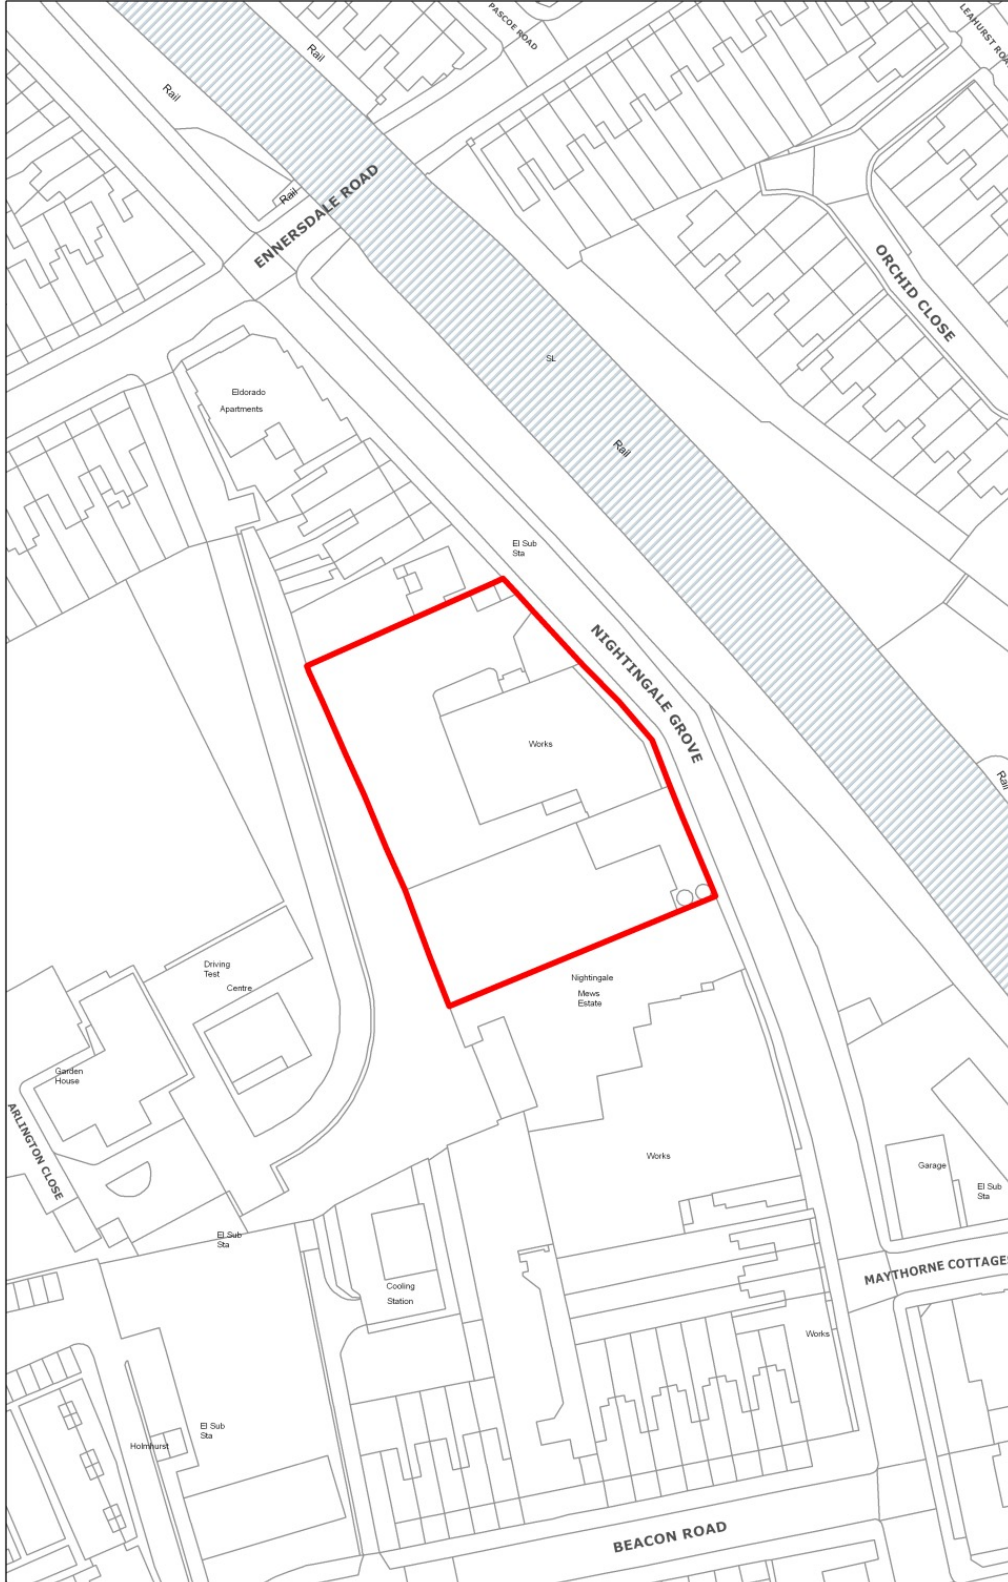 PASCOE ROAD
LEAHURST ROA
Rail
Rail
Rail
ENNERSDALE ROAD
ORCHID CLOSE
SL
Eldorado
Apartments
Rail
El Sub
Sta
NIGHTINGALE GROVE
Works
Rail
Driving
Test
Centre
Nightingale
Mews
Estate
Garden
House
ARLINGTON CLOSE
Works
Garage
El Sub
Sta
El Sub
Sta
MAYTHORNE COTTAGES
Cooling
Station
Works
El Sub
Sta
Holmhurst
BEACON ROAD